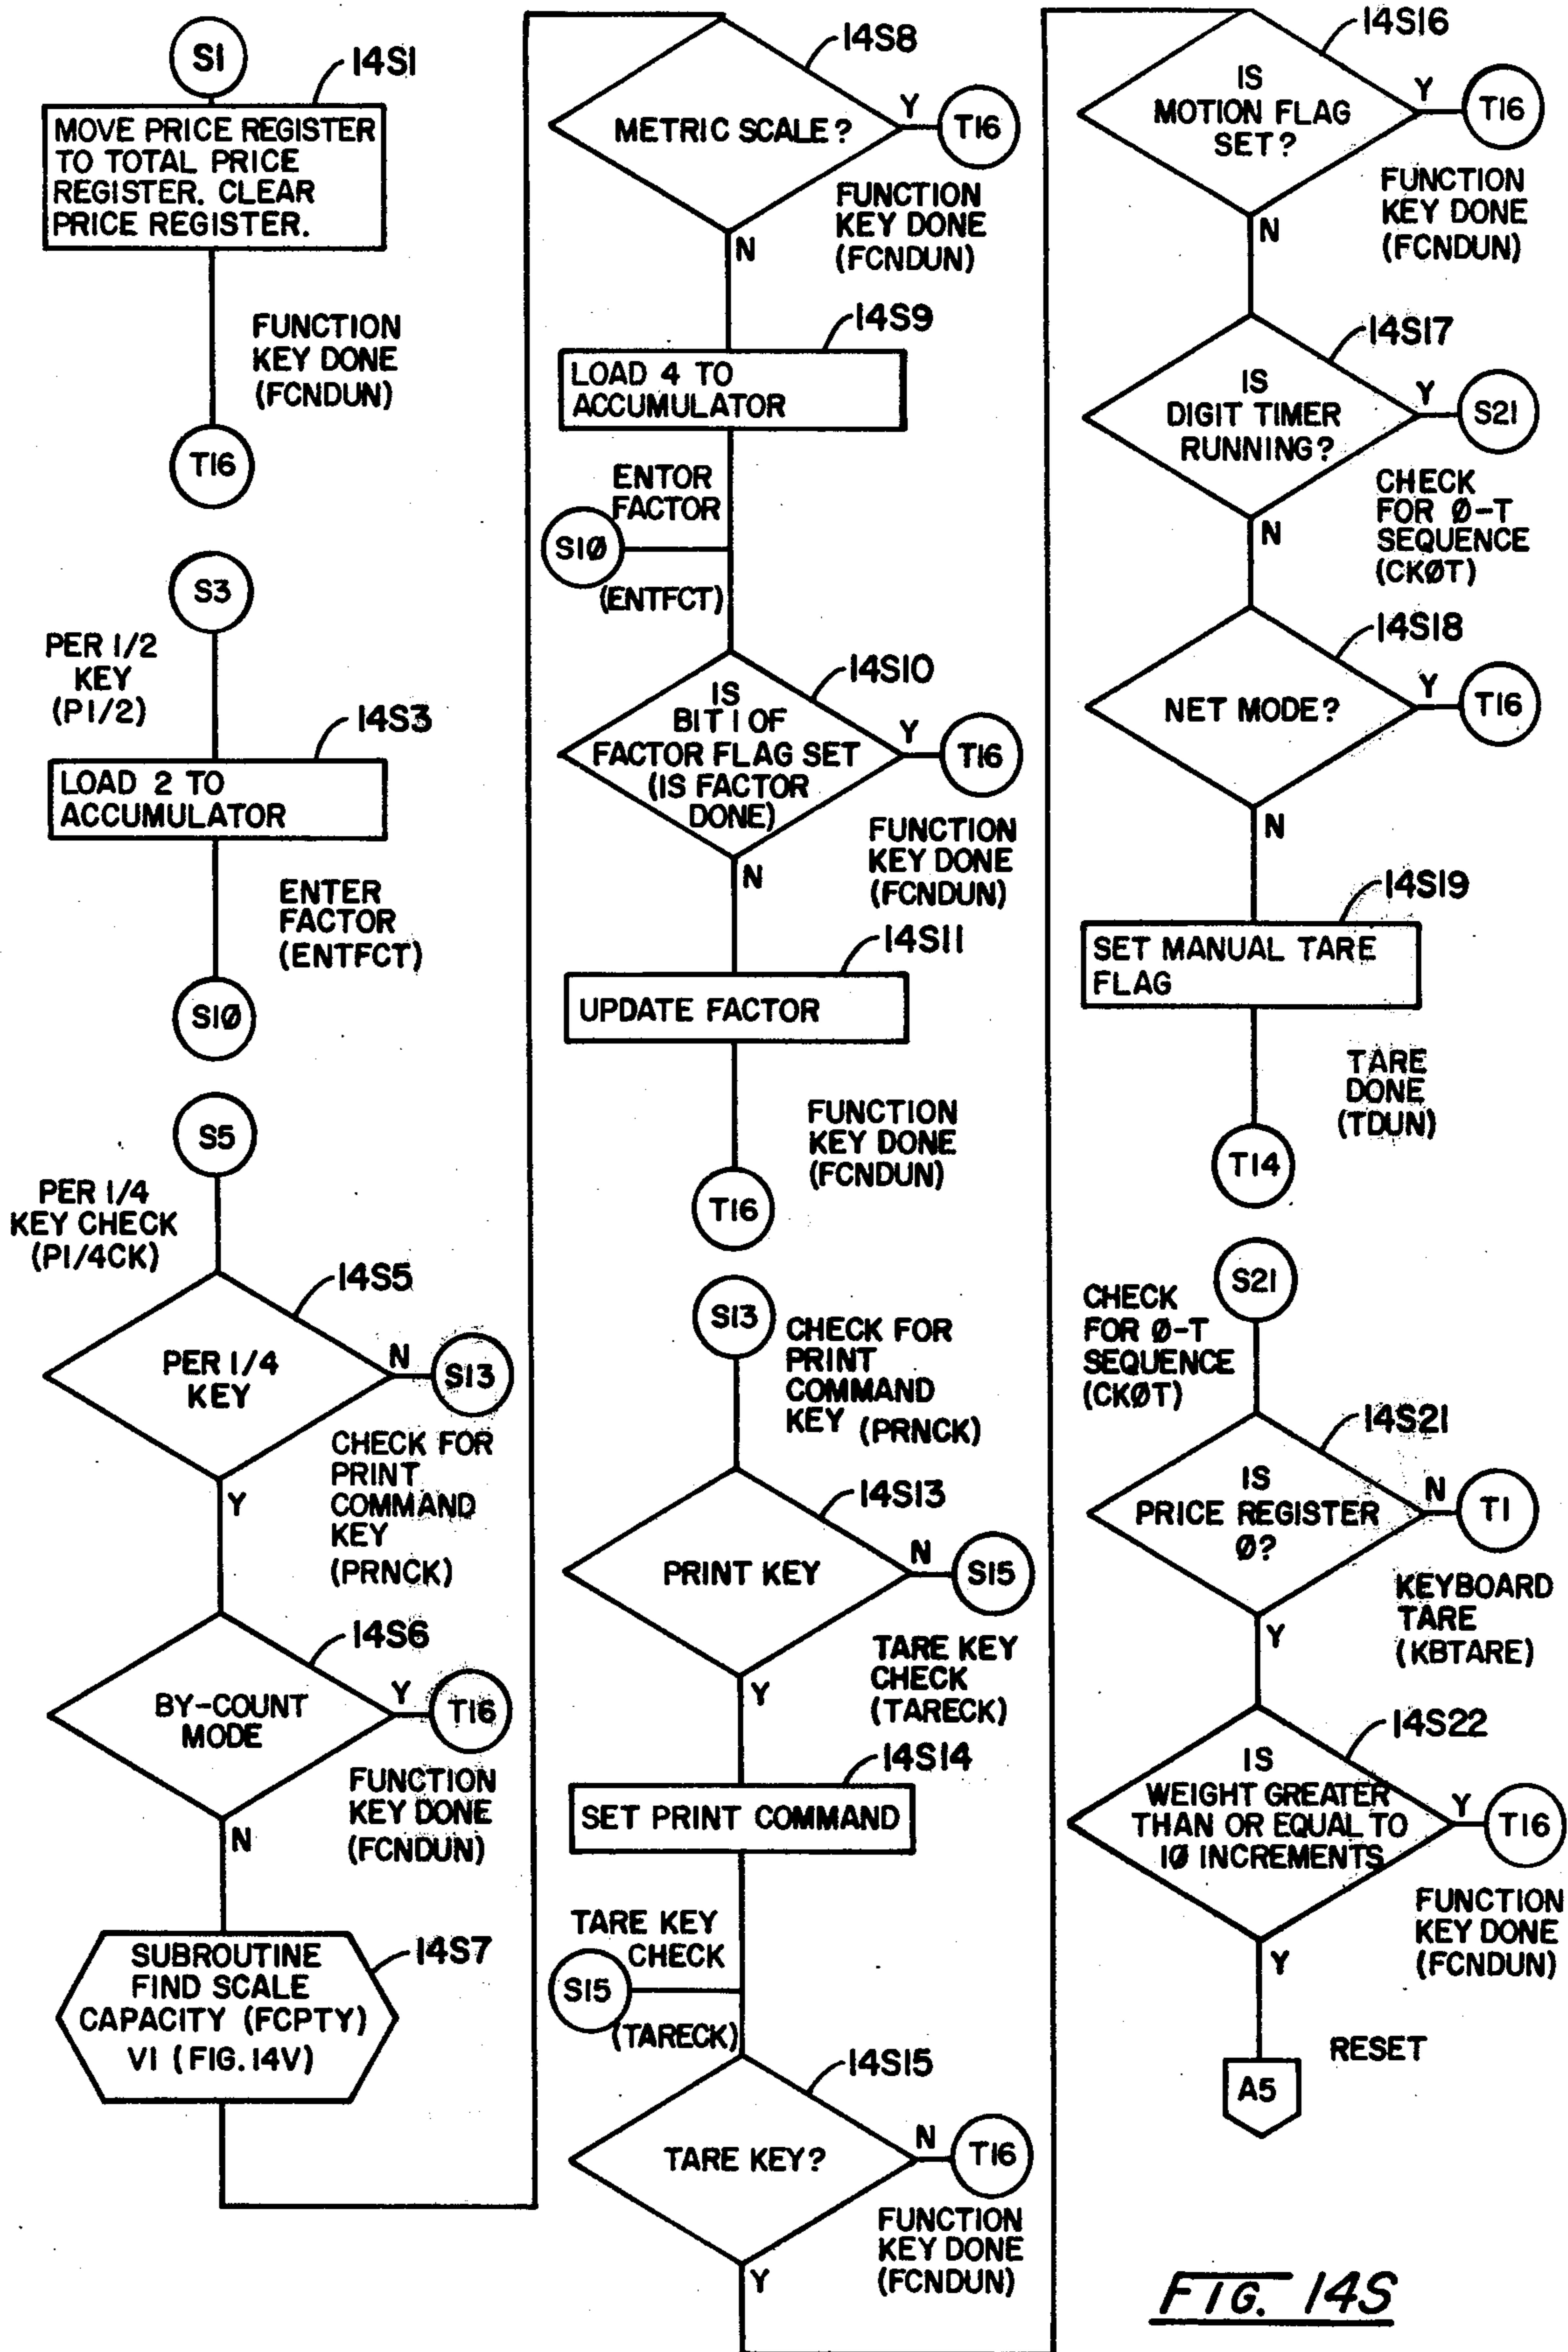 S1
14S1
MOVE PRICE REGISTER
TO TOTAL PRICE
REGISTER. CLEAR
PRICE REGISTER.
FUNCTION
KEY DONE
(FCNDUN)
T16
S3
PER 1/2
KEY
(P1/2)
14S3
LOAD 2 TO
ACCUMULATOR
ENTER
FACTOR
(ENTFCT)
S1Ø
S5
PER 1/4
KEY CHECK
(P1/4CK)
14S5
PER 1/4
KEY
N
S13
CHECK FOR
PRINT
COMMAND
KEY
(PRNCK)
Y
14S6
BY-COUNT
MODE
Y
T16
FUNCTION
KEY DONE
(FCNDUN)
N
14S7
SUBROUTINE
FIND SCALE
CAPACITY (FCPTY)
V1 (FIG. 14V)
14S8
METRIC SCALE?
Y
T16
FUNCTION
KEY DONE
(FCNDUN)
N
14S9
LOAD 4 TO
ACCUMULATOR
ENTOR
FACTOR
S1Ø
(ENTFCT)
14S10
IS
BIT 1 OF
FACTOR FLAG SET
(IS FACTOR
DONE)
Y
T16
FUNCTION
KEY DONE
(FCNDUN)
N
14S11
UPDATE FACTOR
FUNCTION
KEY DONE
(FCNDUN)
T16
S13
CHECK FOR
PRINT
COMMAND
KEY (PRNCK)
14S13
PRINT KEY
N
S15
TARE KEY
CHECK
(TARECK)
Y
14S14
SET PRINT COMMAND
TARE KEY
CHECK
S15
(TARECK)
14S15
TARE KEY?
N
T16
FUNCTION
KEY DONE
(FCNDUN)
Y
14S16
IS
MOTION FLAG
SET?
Y
T16
FUNCTION
KEY DONE
(FCNDUN)
N
14S17
IS
DIGIT TIMER
RUNNING?
Y
S21
CHECK
FOR Ø-T
SEQUENCE
(CKØT)
N
14S18
NET MODE?
Y
T16
N
14S19
SET MANUAL TARE
FLAG
TARE
DONE
(TDUN)
T14
S21
CHECK
FOR Ø-T
SEQUENCE
(CKØT)
14S21
IS
PRICE REGISTER
Ø?
N
T1
KEYBOARD
TARE
(KBTARE)
Y
14S22
IS
WEIGHT GREATER
THAN OR EQUAL TO
1Ø INCREMENTS
Y
T16
FUNCTION
KEY DONE
(FCNDUN)
Y
RESET
A5
FIG. 14S